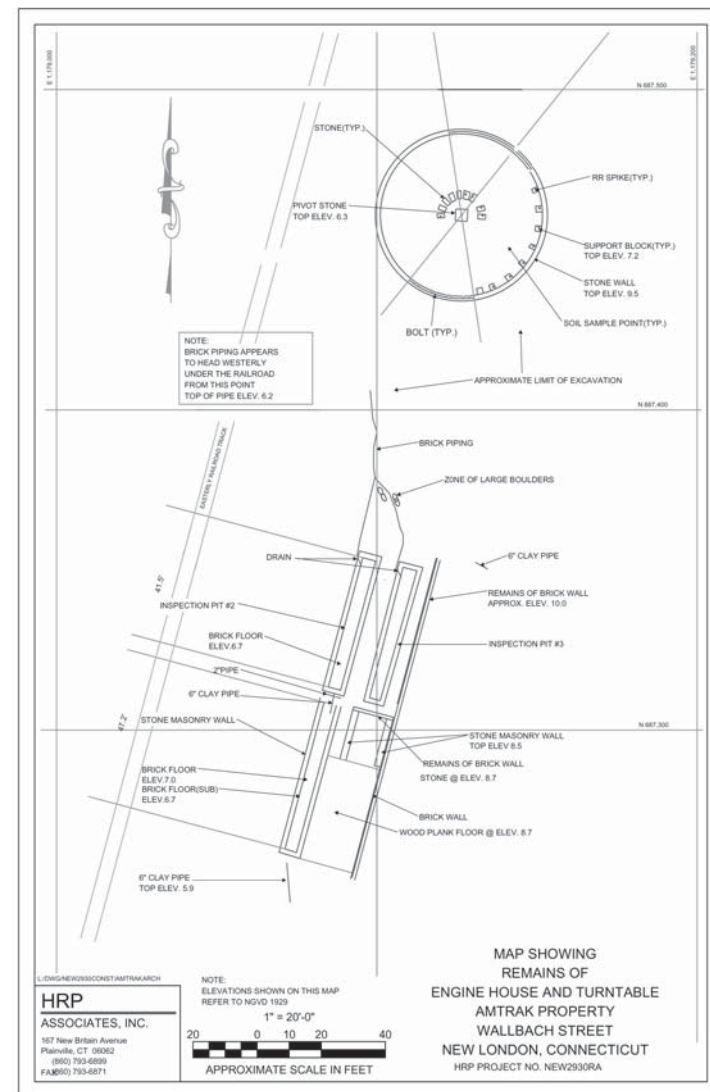 E 1,179,000
E 1,179,200
N 687,500
STONE(TYP.)
RR SPIKE(TYP.)
PIVOT STONE
TOP ELEV. 6.3
SUPPORT BLOCK(TYP.)
TOP ELEV. 7.2
STONE WALL
TOP ELEV. 9.5
SOIL SAMPLE POINT(TYP.)
BOLT (TYP.)
NOTE:
BRICK PIPING APPEARS
TO HEAD WESTERLY
UNDER THE RAILROAD
FROM THIS POINT
TOP OF PIPE ELEV. 6.2
APPROXIMATE LIMIT OF EXCAVATION
N 687,400
EASTERLY RAILROAD TRACK
BRICK PIPING
ZONE OF LARGE BOULDERS
DRAIN
6" CLAY PIPE
41.5'
REMAINS OF BRICK WALL
APPROX. ELEV. 10.0
INSPECTION PIT #2
BRICK FLOOR
ELEV.6.7
INSPECTION PIT #3
2"PIPE
6" CLAY PIPE
47.2'
STONE MASONRY WALL
N 687,300
STONE MASONRY WALL
TOP ELEV 8.5
REMAINS OF BRICK WALL
STONE @ ELEV. 8.7
BRICK FLOOR
ELEV.7.0
BRICK FLOOR(SUB)
ELEV.6.7
BRICK WALL
WOOD PLANK FLOOR @ ELEV. 8.7
6" CLAY PIPE
TOP ELEV. 5.9
L:/DWG/NEW2930CONST/AMTRAKARCH
HRP
ASSOCIATES, INC.
167 New Britain Avenue
Plainville, CT 06062
(860) 793-6899
FAX(860) 793-6871
NOTE:
ELEVATIONS SHOWN ON THIS MAP
REFER TO NGVD 1929
1" = 20'-0"
20 0 10 20 40
APPROXIMATE SCALE IN FEET
MAP SHOWING
REMAINS OF
ENGINE HOUSE AND TURNTABLE
AMTRAK PROPERTY
WALLBACH STREET
NEW LONDON, CONNECTICUT
HRP PROJECT NO. NEW2930RA